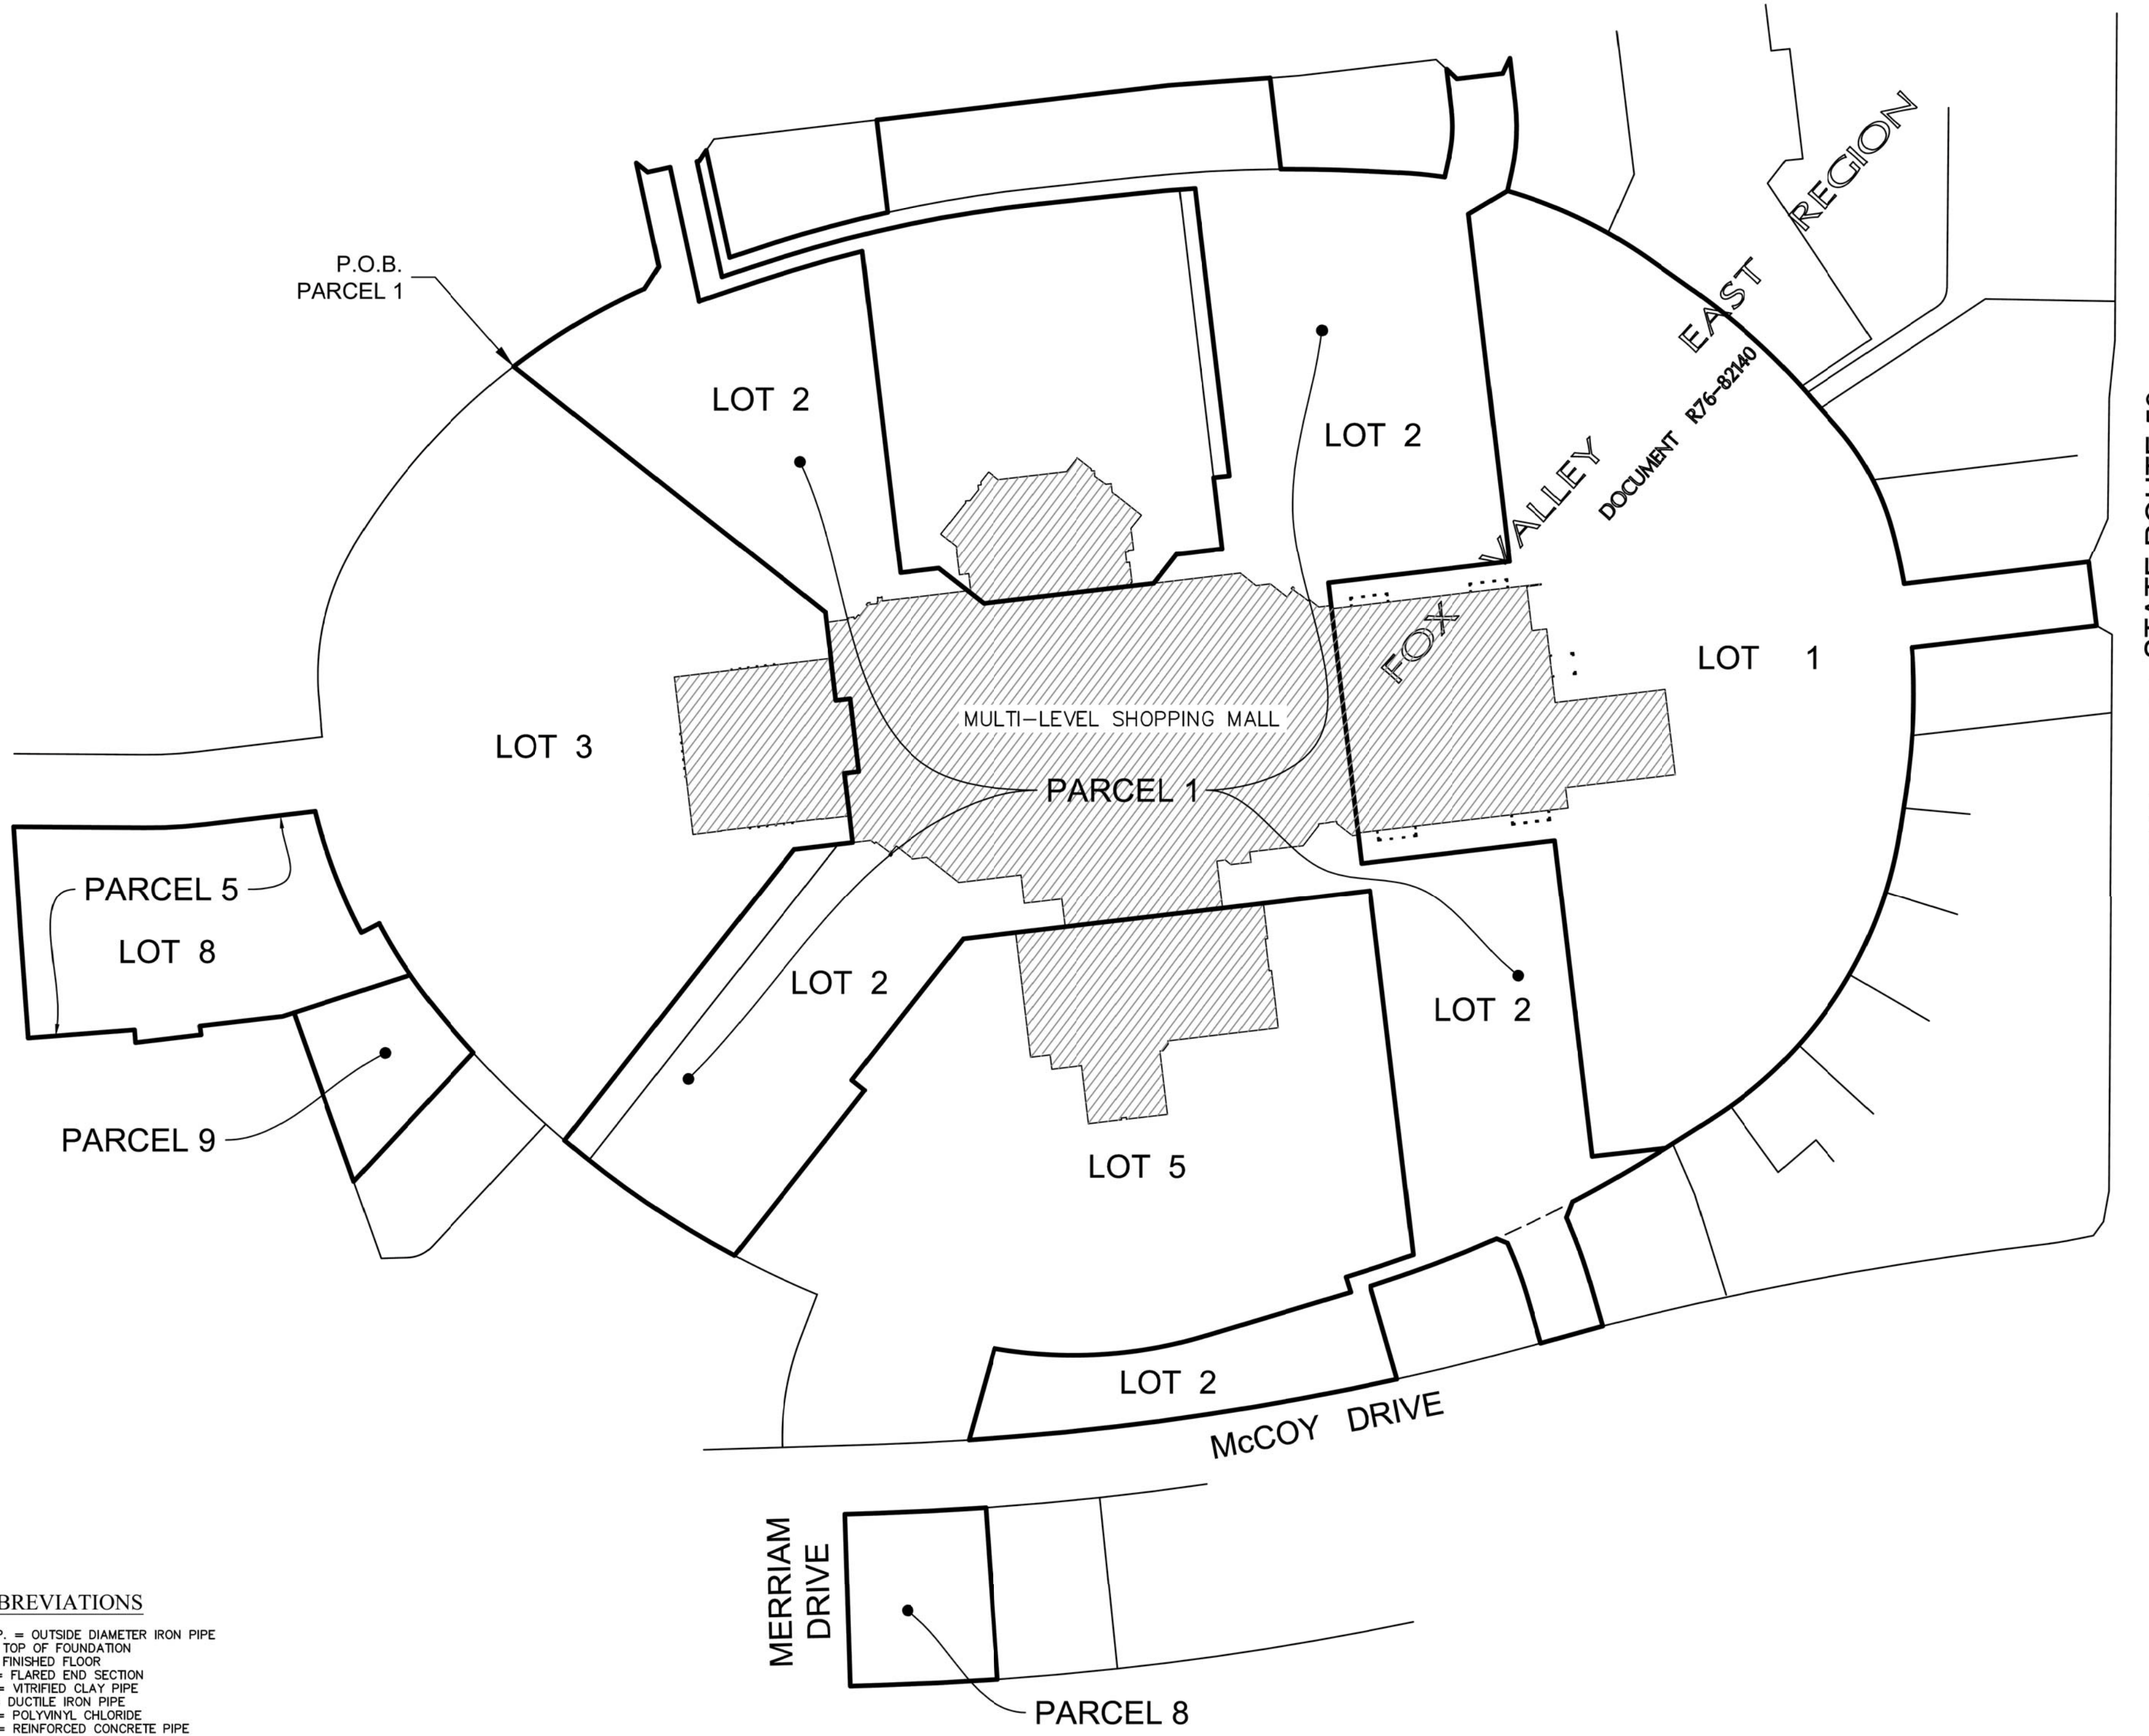 P.O.B.
PARCEL 1
REGION
EAST
LOT 2
LOT 2
DOCUMENT R76-82140
VALLEY
FOX
LOT 1
MULTI-LEVEL SHOPPING MALL
LOT 3
PARCEL 1
PARCEL 5
LOT 8
LOT 2
LOT 2
PARCEL 9
LOT 5
LOT 2
McCOY DRIVE
MERRIAM
DRIVE
PARCEL 8
BREVIATIONS
P. = OUTSIDE DIAMETER IRON PIPE
TOP OF FOUNDATION
FINISHED FLOOR
= FLARED END SECTION
= VITRIFIED CLAY PIPE
DUCTILE IRON PIPE
= POLYVINYL CHLORIDE
= REINFORCED CONCRETE PIPE